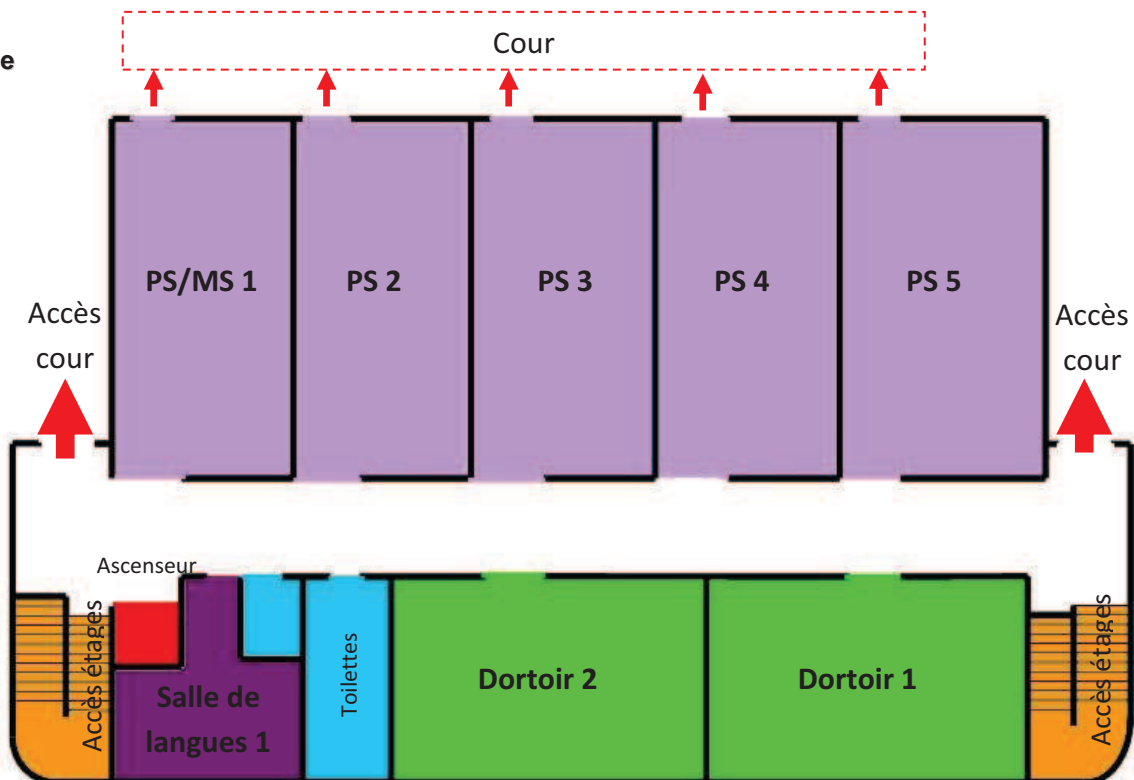 Cour
e
PS/MS 1
PS 2
PS 3
PS 4
PS 5
Accès
cour
Accès
cour
Ascenseur
Accès étages
Salle de
langues 1
Toilettes
Dortoir 2
Dortoir 1
Accès étages